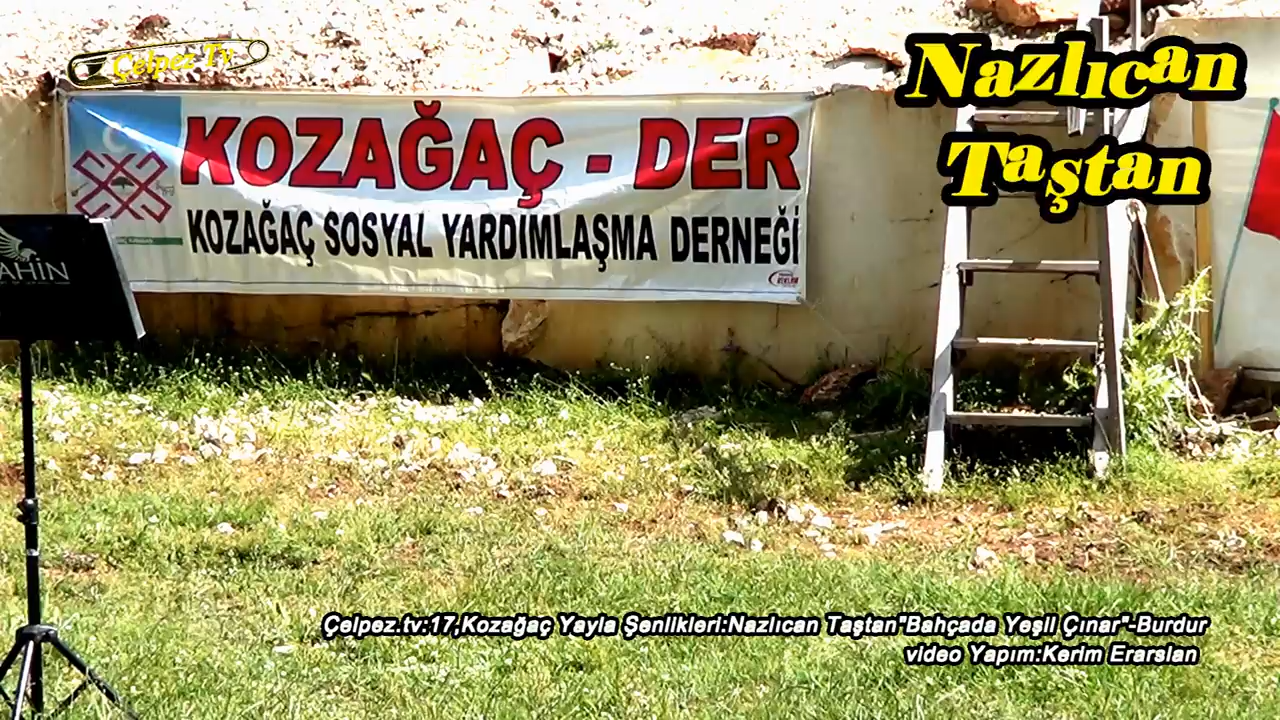 Çelpez Tv
Nazlıcan
Taştan
KOZAĞAÇ - DER
KOZAĞAÇ SOSYAL YARDIMLAŞMA DERNEĞİ
AHİN
Çelpez.tv:17,Kozağaç Yayla Şenlikleri:Nazlıcan Taştan"Bahçada Yeşil Çınar"-Burdur
video Yapım:Kerim Erarslan